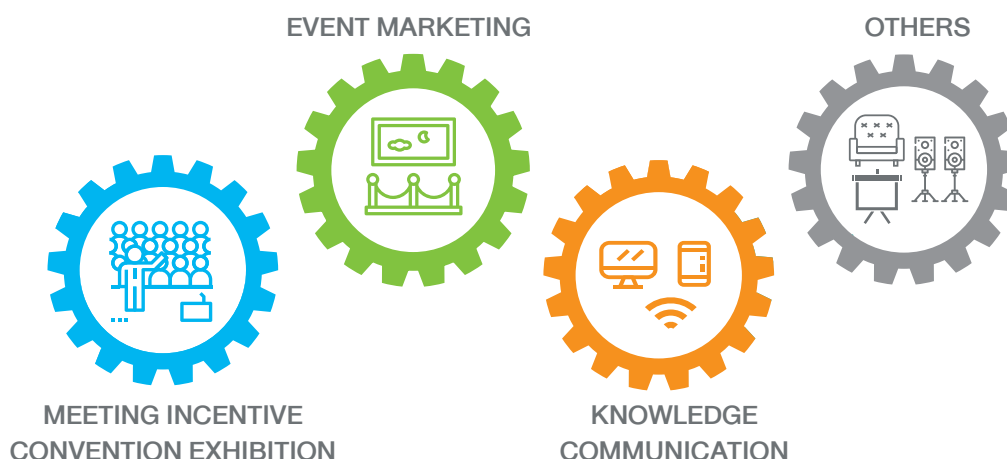 EVENT MARKETING
OTHERS
MEETING INCENTIVE
CONVENTION EXHIBITION
KNOWLEDGE
COMMUNICATION